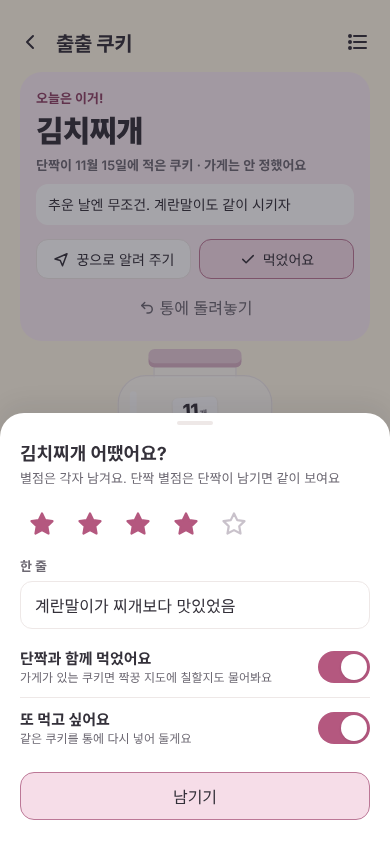 출출 쿠키
오늘은 이거!
김치찌개
단짝이 11월 15일에 적은 쿠키 · 가게는 안 정했어요
추운 날엔 무조건. 계란말이도 같이 시키자
꿍으로 알려 주기
먹었어요
통에 돌려놓기
11개
김치찌개 어땠어요?
별점은 각자 남겨요. 단짝 별점은 단짝이 남기면 같이 보여요
한 줄
계란말이가 찌개보다 맛있었음
단짝과 함께 먹었어요
가게가 있는 쿠키면 짝꿍 지도에 칠할지도 물어봐요
또 먹고 싶어요
같은 쿠키를 통에 다시 넣어 둘게요
남기기